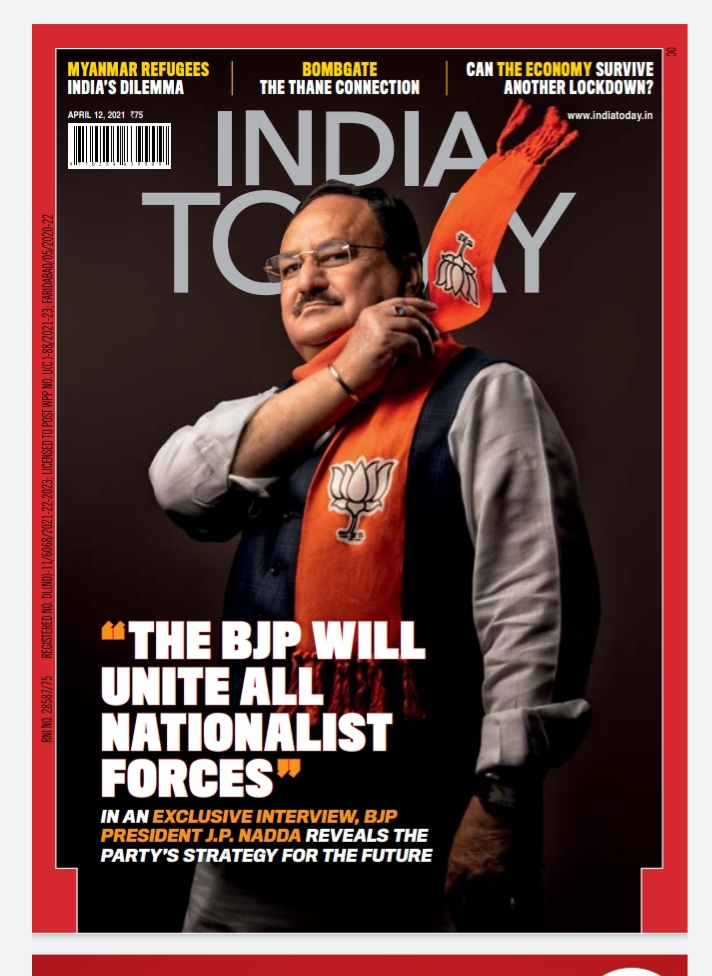 MYANMAR REFUGEES
INDIA'S DILEMMA
BOMBGATE
THE THANE CONNECTION
CAN THE ECONOMY SURVIVE
ANOTHER LOCKDOWN?
APRIL 12, 2021 ₹75
www.indiatoday.in
INDIA
TODAY
RNI NO. 28587/75 REGISTERED NO. DL(ND)-11/6068/2021-22-2023; LICENSED TO POST WPP NO. U(C)-88/2021-23; FARIDABAD/05/2020-22
“THE BJP WILL
UNITE ALL
NATIONALIST
FORCES”
IN AN EXCLUSIVE INTERVIEW, BJP
PRESIDENT J.P. NADDA REVEALS THE
PARTY'S STRATEGY FOR THE FUTURE